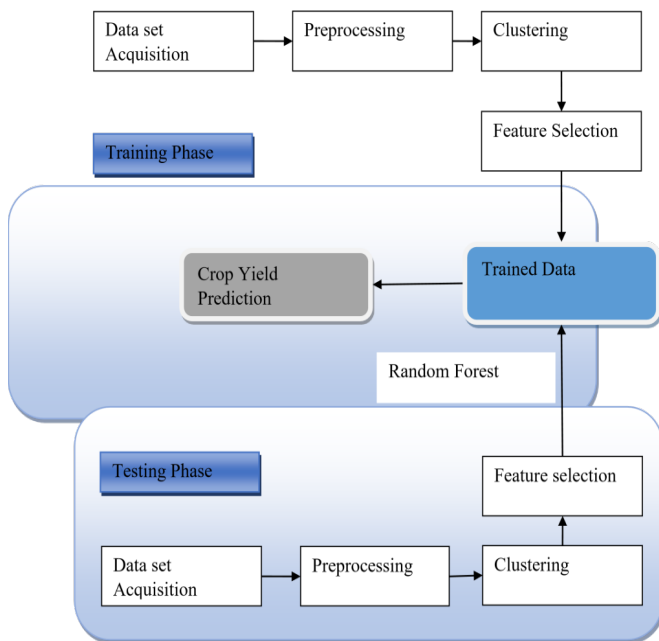 Data set
Acquisition
Preprocessing
Clustering
Feature Selection
Training Phase
Crop Yield
Prediction
Trained Data
Random Forest
Testing Phase
Feature selection
Data set
Acquisition
Preprocessing
Clustering